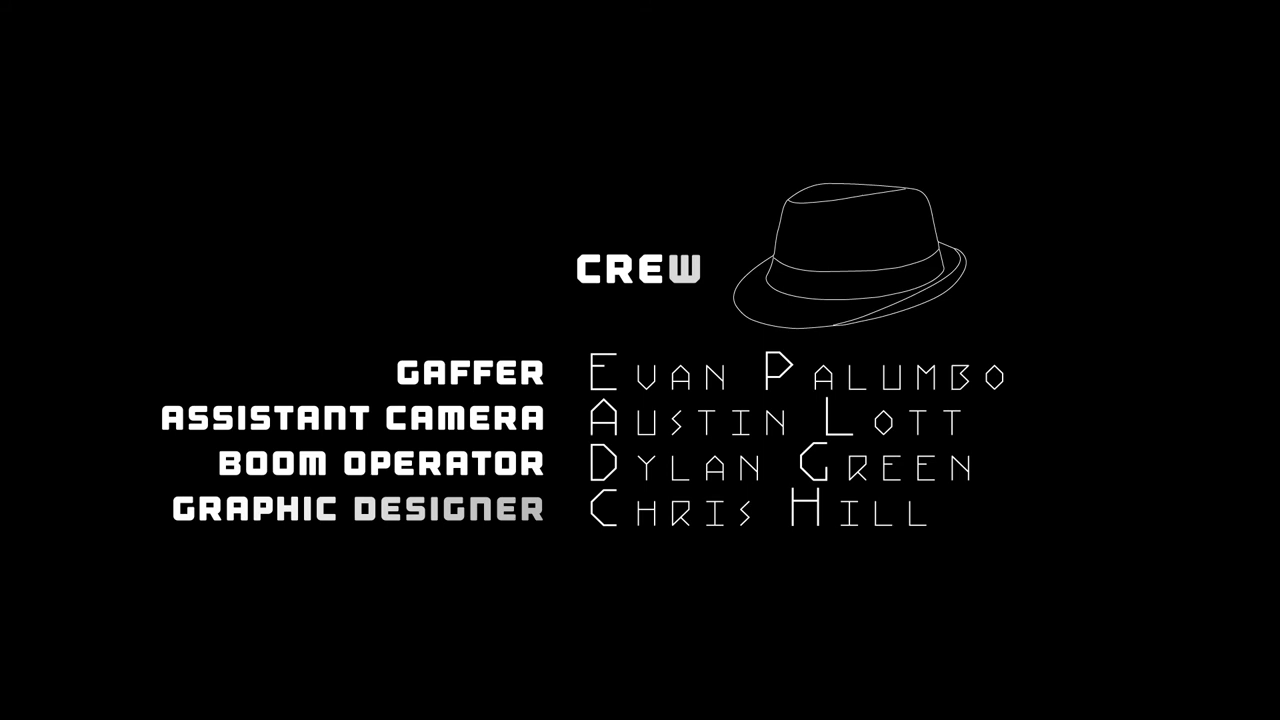 CREW
GAFFER Evan Palumbo
ASSISTANT CAMERA Austin Lott
BOOM OPERATOR Dylan Green
GRAPHIC DESIGNER Chris Hill